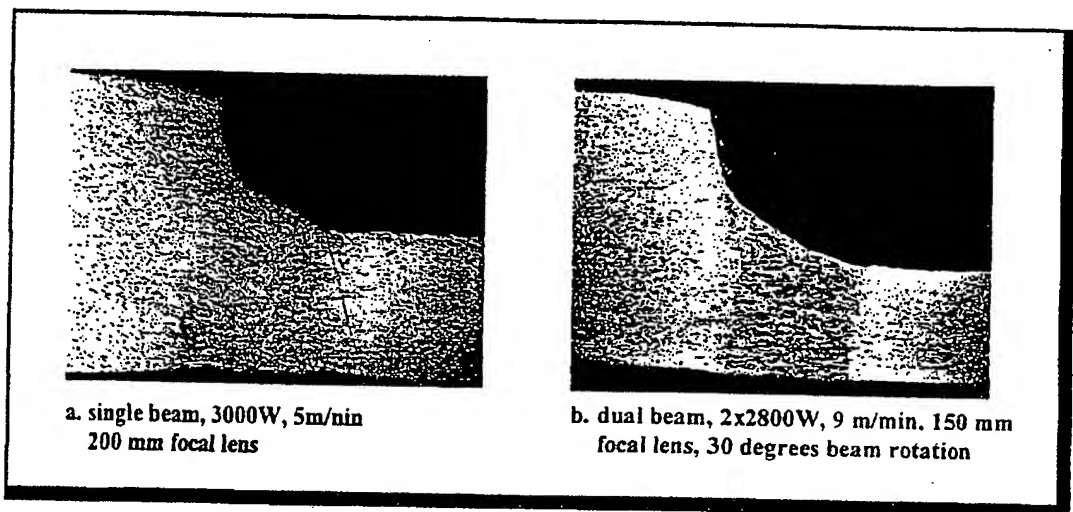 a. single beam, 3000W, 5m/nin
200 mm focal lens
b. dual beam, 2x2800W, 9 m/min. 150 mm
focal lens, 30 degrees beam rotation